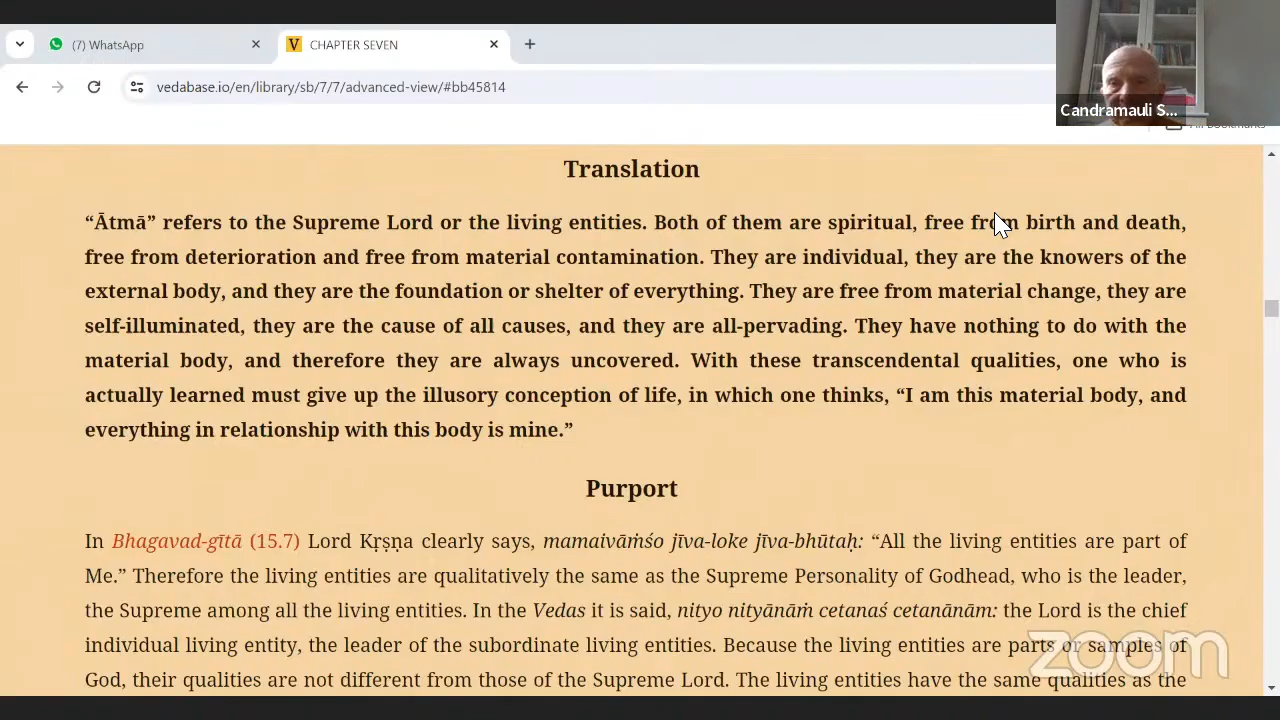 (7) WhatsApp
CHAPTER SEVEN
vedabase.io/en/library/sb/7/7/advanced-view/#bb45814
Candramauli S...
All Bookmarks
Translation
“Ātmā” refers to the Supreme Lord or the living entities. Both of them are spiritual, free from birth and death,
free from deterioration and free from material contamination. They are individual, they are the knowers of the
external body, and they are the foundation or shelter of everything. They are free from material change, they are
self-illuminated, they are the cause of all causes, and they are all-pervading. They have nothing to do with the
material body, and therefore they are always uncovered. With these transcendental qualities, one who is
actually learned must give up the illusory conception of life, in which one thinks, “I am this material body, and
everything in relationship with this body is mine.”
Purport
In Bhagavad-gītā (15.7) Lord Kṛṣṇa clearly says, mamaivāṁśo jīva-loke jīva-bhūtaḥ: “All the living entities are part of
Me.” Therefore the living entities are qualitatively the same as the Supreme Personality of Godhead, who is the leader,
the Supreme among all the living entities. In the Vedas it is said, nityo nityānāṁ cetanaś cetanānām: the Lord is the chief
individual living entity, the leader of the subordinate living entities. Because the living entities are parts or samples of
God, their qualities are not different from those of the Supreme Lord. The living entities have the same qualities as the
zoom